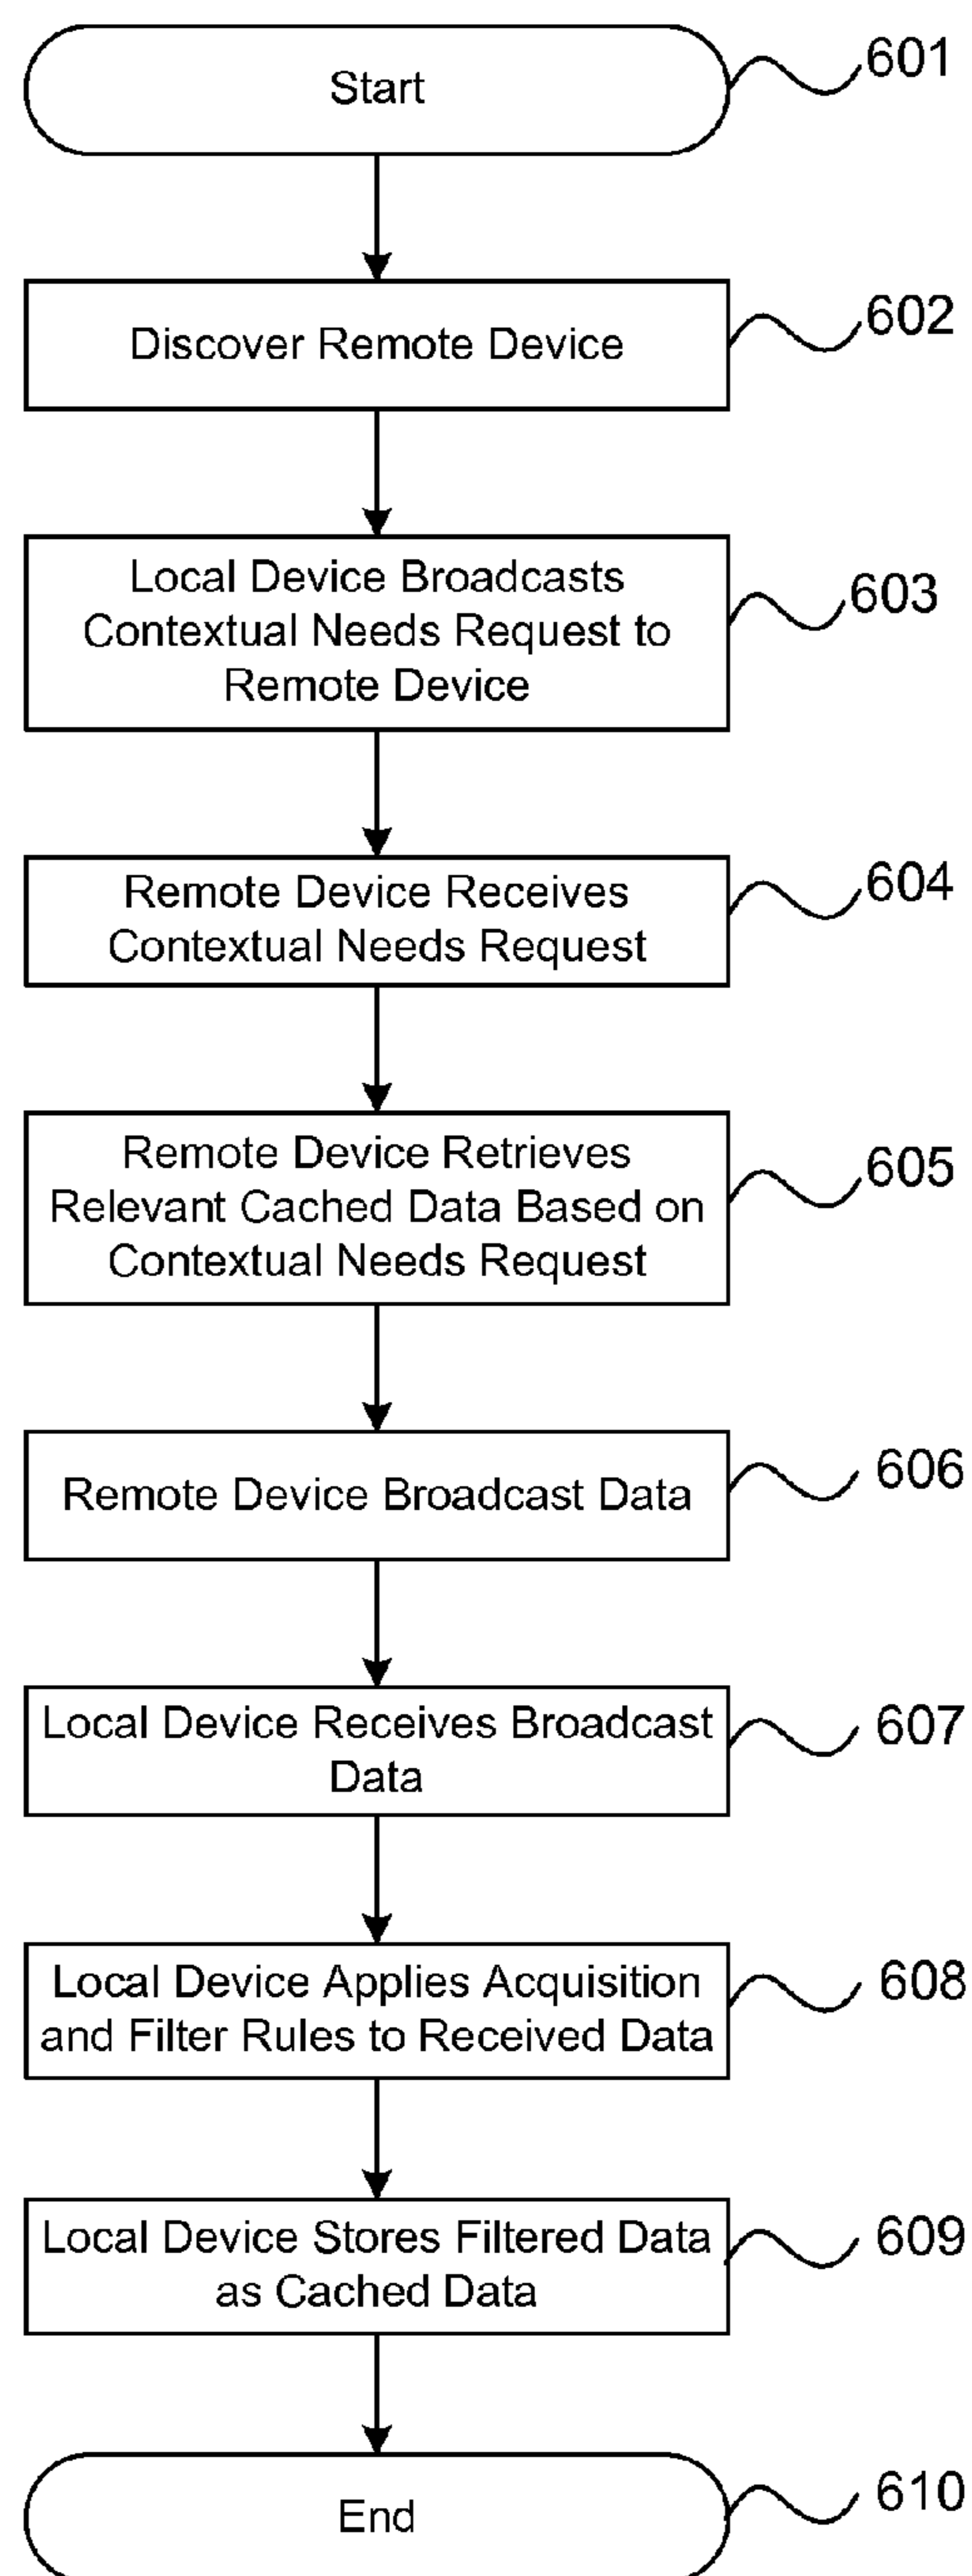 Start
601
Discover Remote Device
602
Local Device Broadcasts
Contextual Needs Request to
Remote Device
603
Remote Device Receives
Contextual Needs Request
604
Remote Device Retrieves
Relevant Cached Data Based on
Contextual Needs Request
605
Remote Device Broadcast Data
606
Local Device Receives Broadcast
Data
607
Local Device Applies Acquisition
and Filter Rules to Received Data
608
Local Device Stores Filtered Data
as Cached Data
609
End
610